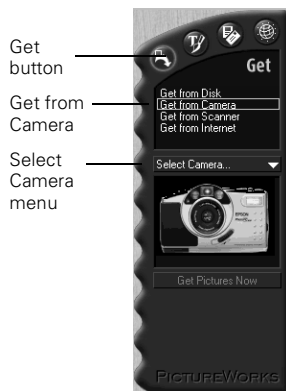 Get
button
Get from
Camera
Select
Camera
menu
Get
Get from Disk
Get from Camera
Get from Scanner
Get from Internet
Select Camera...
EPSON
Get Pictures Now
PICTUREWORKS